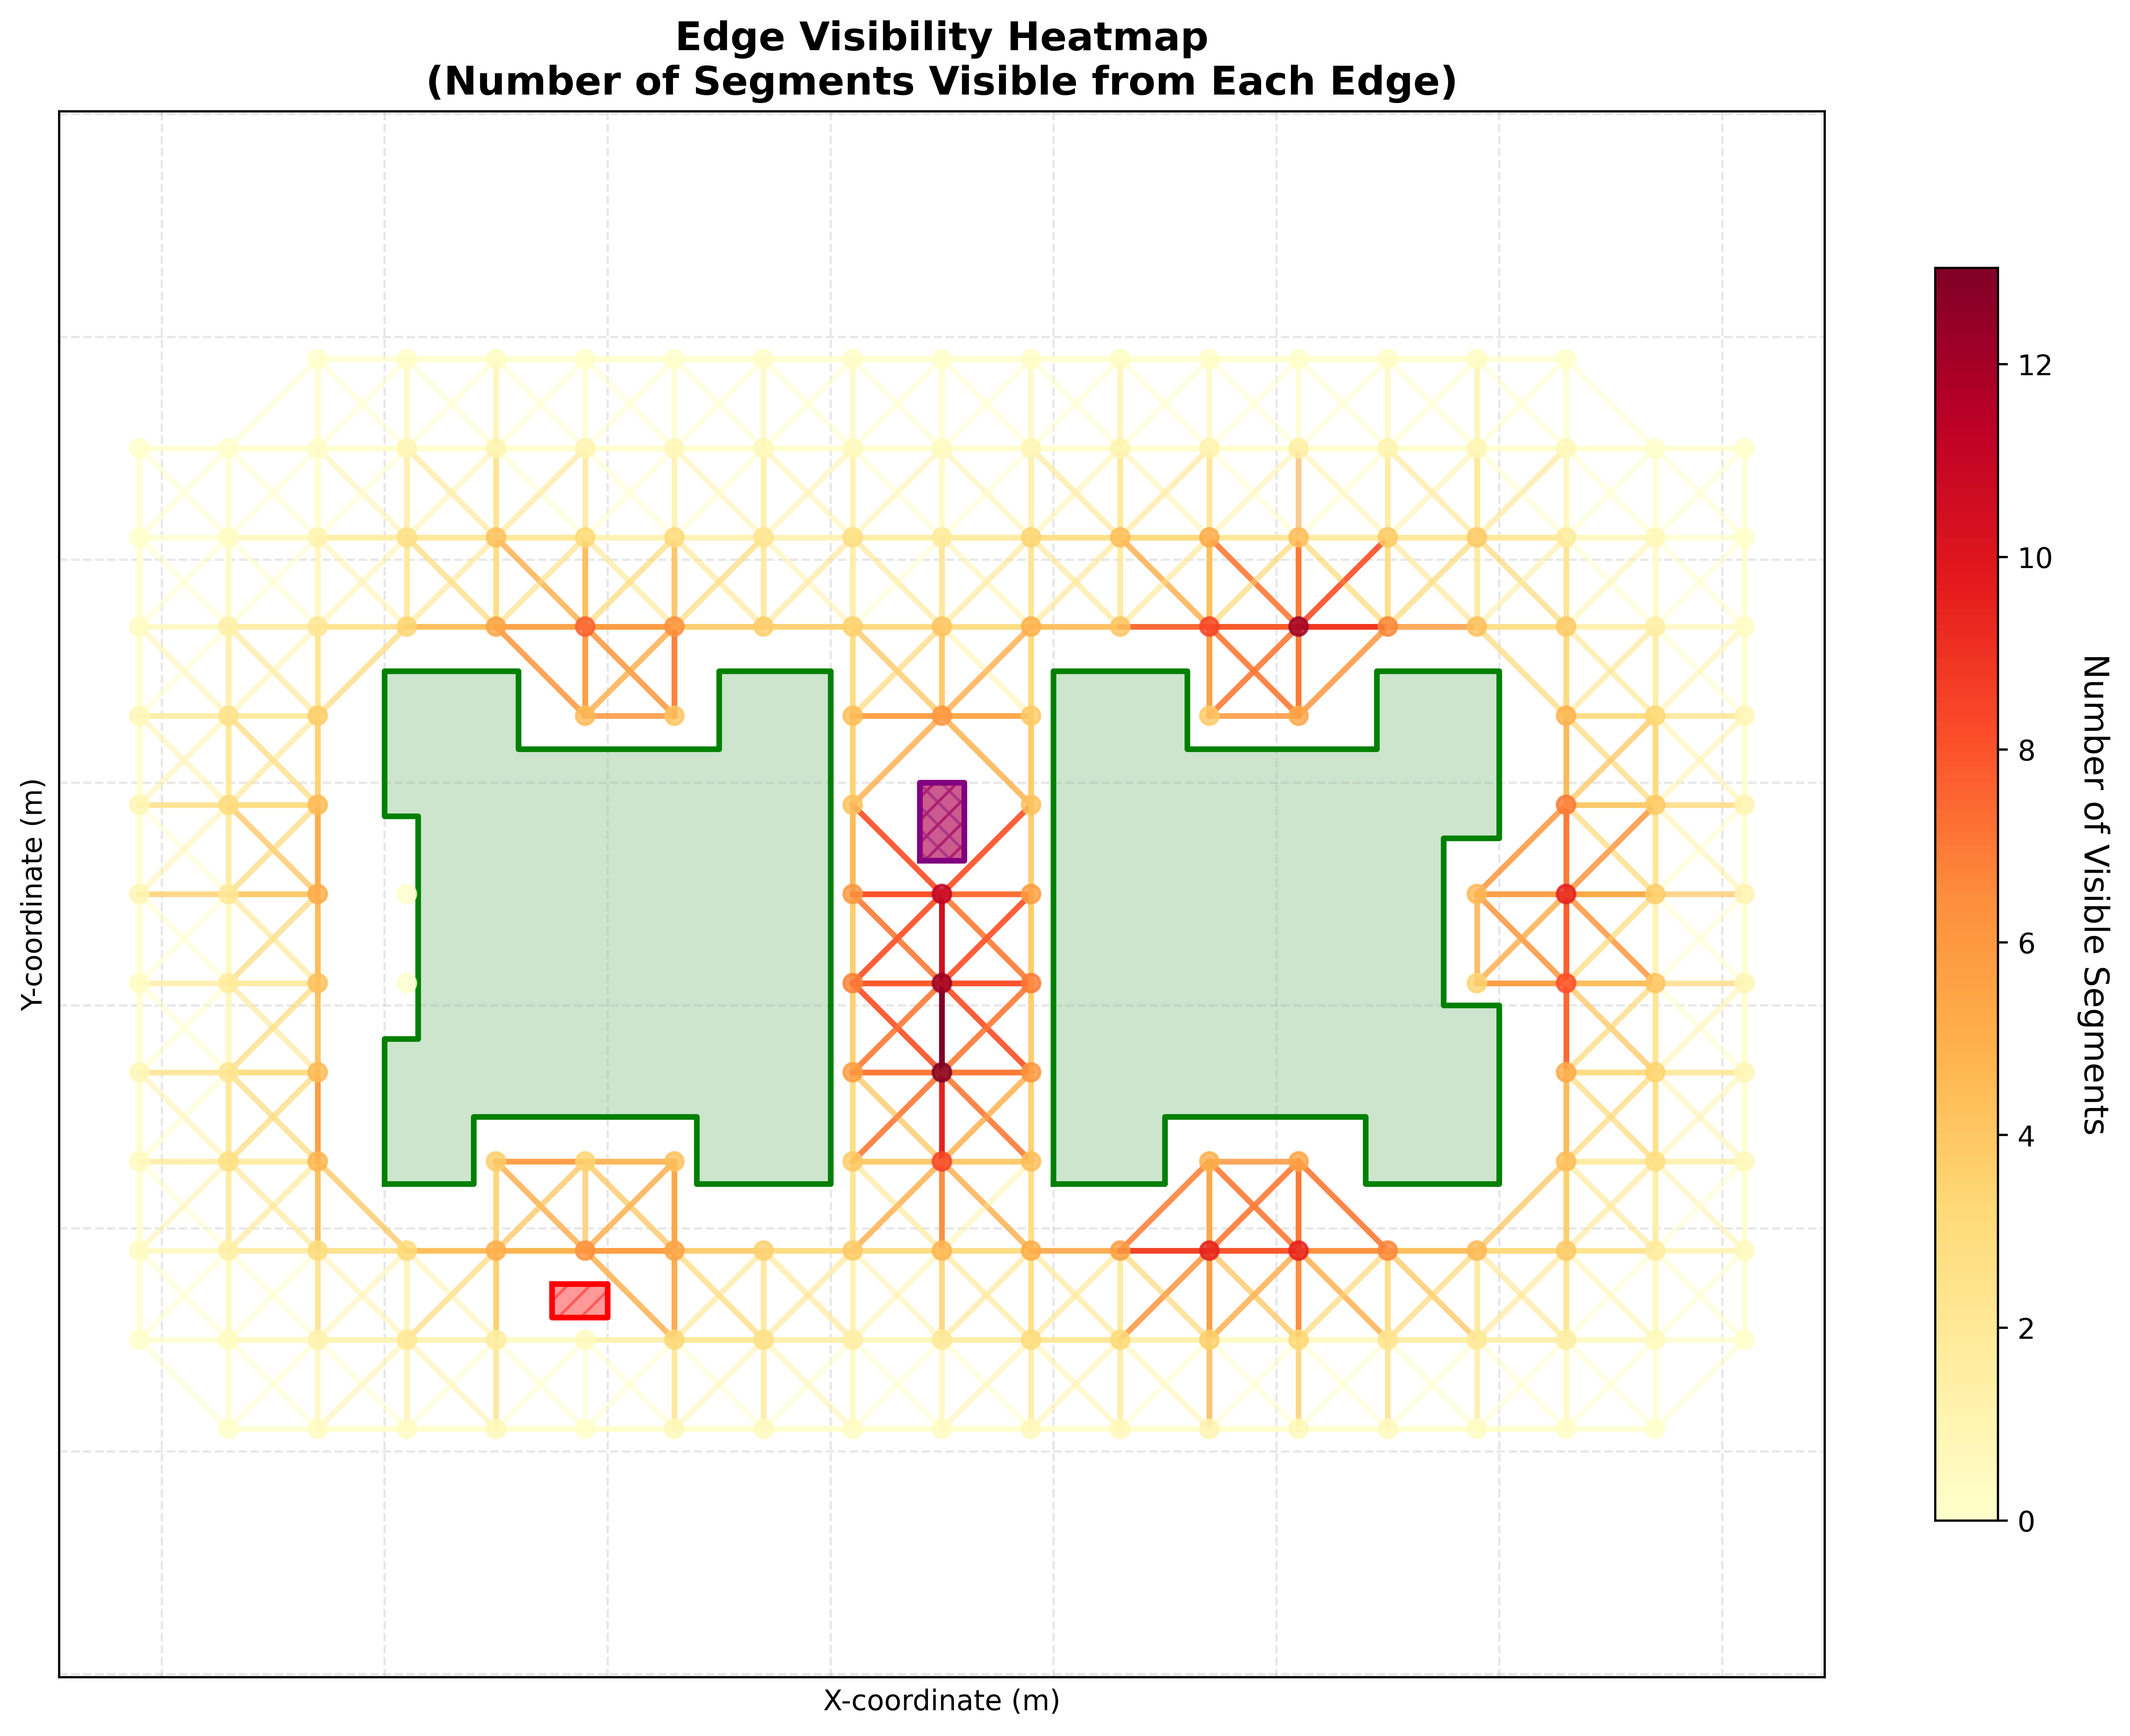 Edge Visibility Heatmap
(Number of Segments Visible from Each Edge)
Y-coordinate (m)
X-coordinate (m)
12
10
8
6
4
2
0
Number of Visible Segments